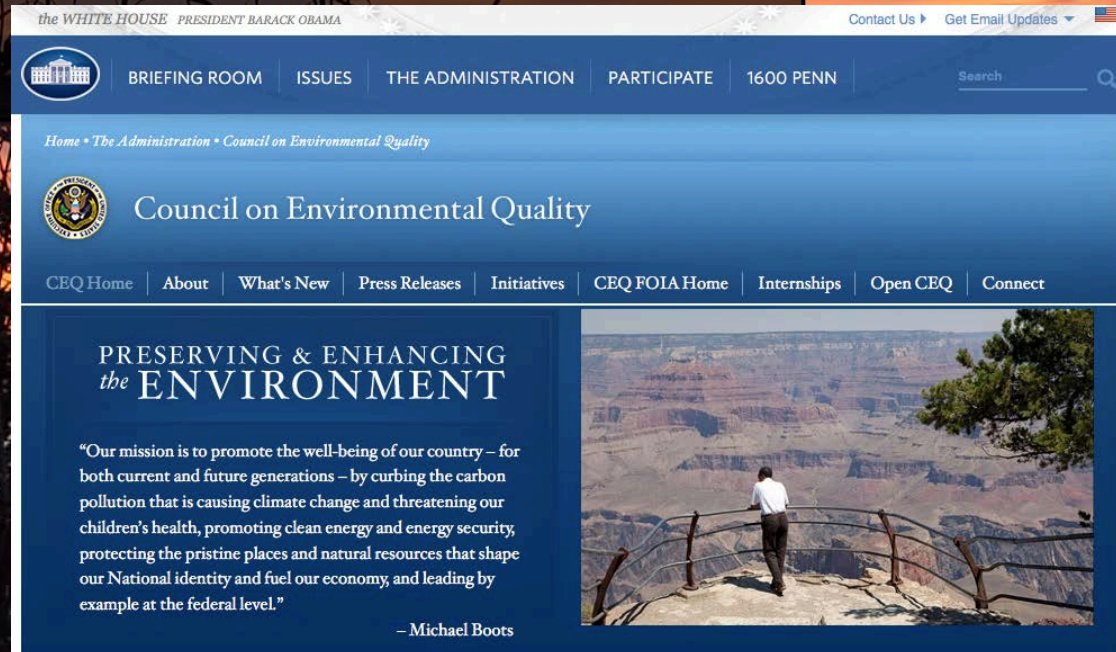 the WHITE HOUSE PRESIDENT BARACK OBAMA
Contact Us Get Email Updates
BRIEFING ROOM ISSUES THE ADMINISTRATION PARTICIPATE 1600 PENN Search
Home • The Administration • Council on Environmental Quality
Council on Environmental Quality
CEQ Home About What's New Press Releases Initiatives CEQ FOIA Home Internships Open CEQ Connect
PRESERVING & ENHANCING
the ENVIRONMENT
“Our mission is to promote the well-being of our country – for
both current and future generations – by curbing the carbon
pollution that is causing climate change and threatening our
children’s health, promoting clean energy and energy security,
protecting the pristine places and natural resources that shape
our National identity and fuel our economy, and leading by
example at the federal level.”
– Michael Boots